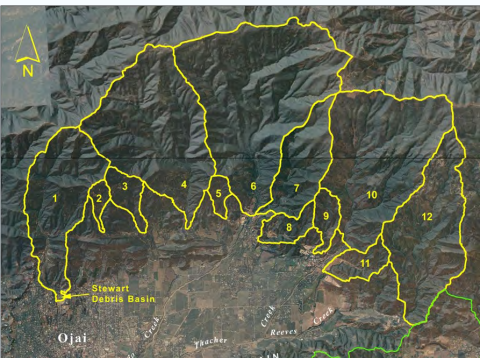 N
1
2
3
4
5
6
7
8
9
10
11
12
Stewart
Debris Basin
Ojai
Creek
Thacher
Creek
Reeves
Creek